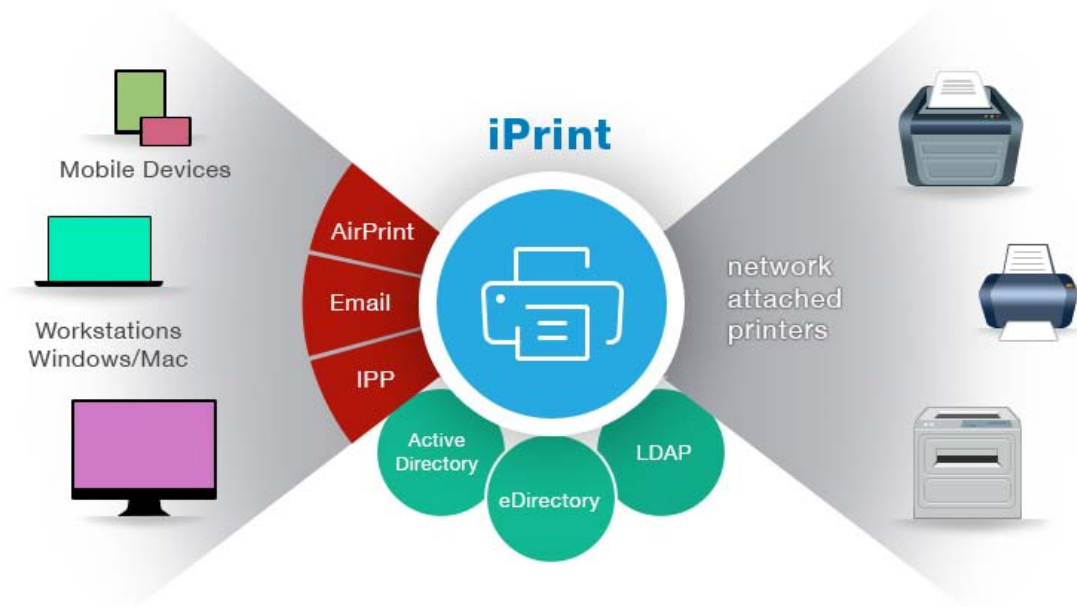 iPrint
Mobile Devices
Workstations
Windows/Mac
AirPrint
Email
IPP
Active
Directory
eDirectory
LDAP
network
attached
printers